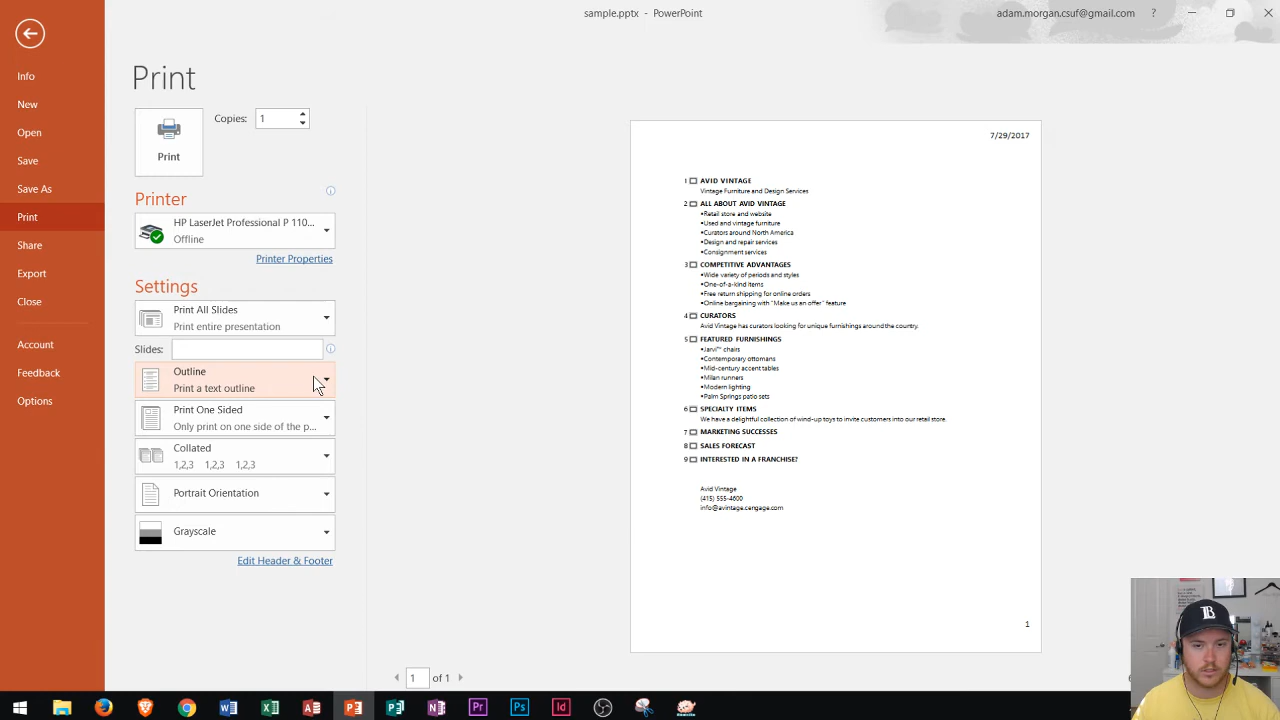 sample.pptx - PowerPoint
adam.morgan.csuf@gmail.com ?
Info
New
Open
Save
Save As
Print
Share
Export
Close
Account
Feedback
Options
Print
Print
Copies: 1
Printer
HP LaserJet Professional P 110...
Offline
Printer Properties
Settings
Print All Slides
Print entire presentation
Slides:
Outline
Print a text outline
Print One Sided
Only print on one side of the p...
Collated
1,2,3 1,2,3 1,2,3
Portrait Orientation
Grayscale
Edit Header & Footer
7/29/2017
1 AVID VINTAGE
Vintage Furniture and Design Services
2 ALL ABOUT AVID VINTAGE
•Retail store and website
•Used and vintage furniture
•Curators around North America
•Design and repair services
•Consignment services
3 COMPETITIVE ADVANTAGES
•Wide variety of periods and styles
•One-of-a-kind items
•Free return shipping for online orders
•Online bargaining with "Make us an offer" feature
4 CURATORS
Avid Vintage has curators looking for unique furnishings around the country.
5 FEATURED FURNISHINGS
•Jarvi™ chairs
•Contemporary ottomans
•Mid-century accent tables
•Milan runners
•Modern lighting
•Palm Springs patio sets
6 SPECIALTY ITEMS
We have a delightful collection of wind-up toys to invite customers into our retail store.
7 MARKETING SUCCESSES
8 SALES FORECAST
9 INTERESTED IN A FRANCHISE?
Avid Vintage
(415) 555-4600
info@avintage.cengage.com
1
1 of 1